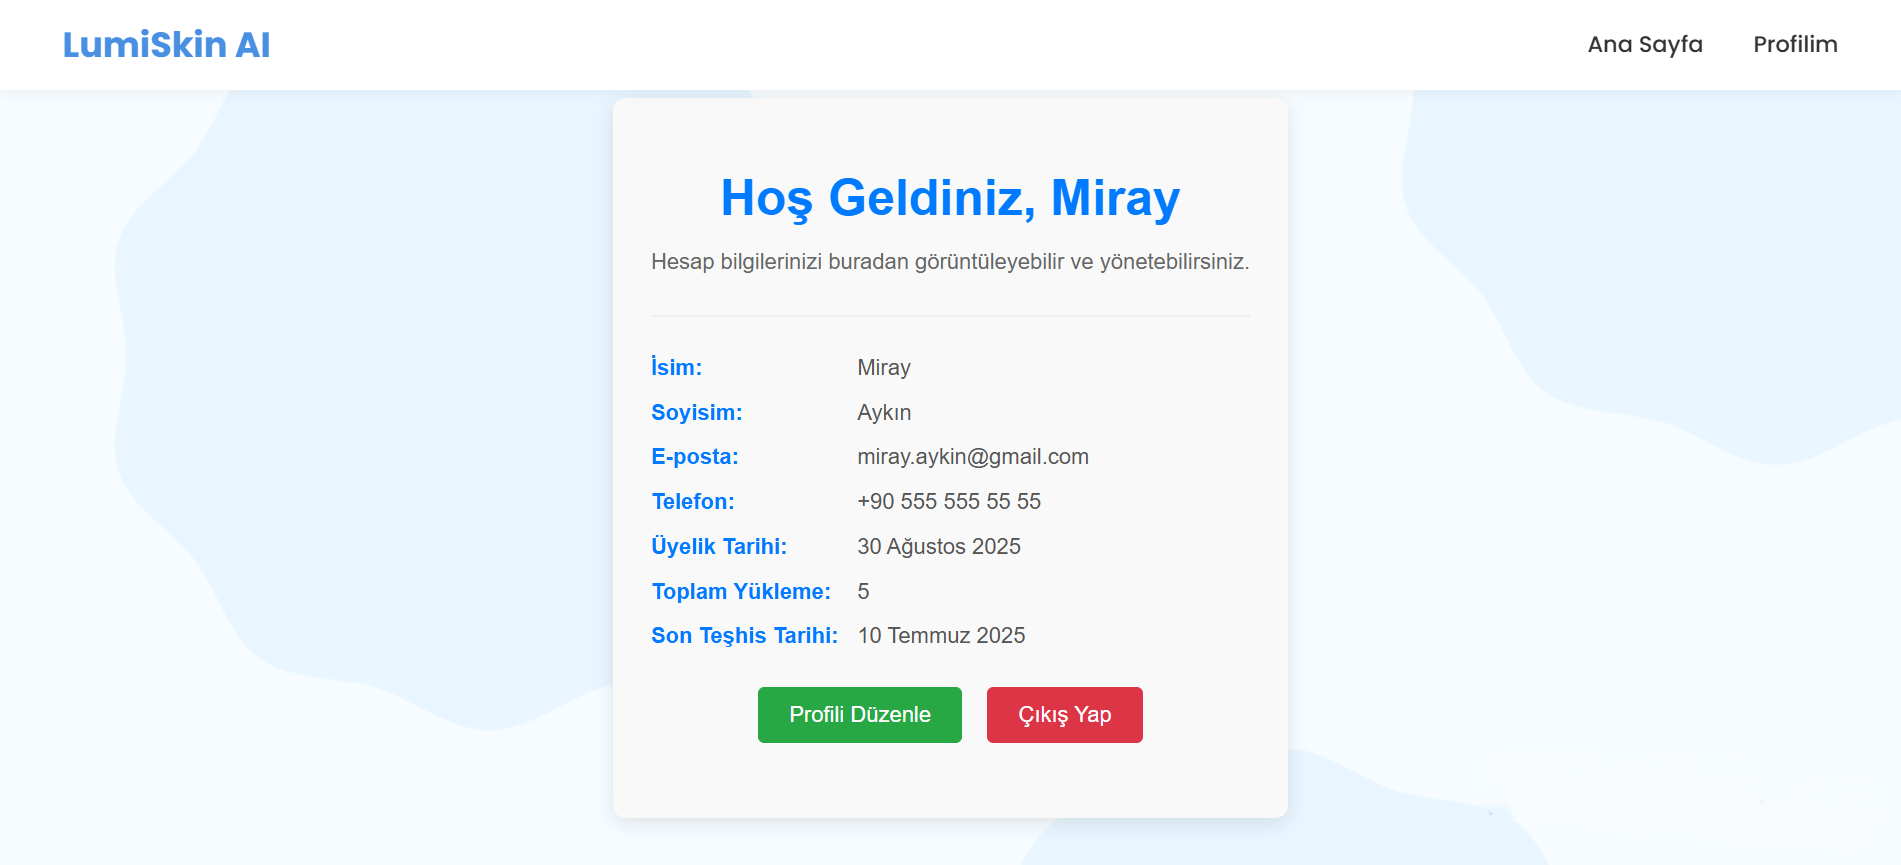 LumiSkin AI
Ana Sayfa
Profilim
Hoş Geldiniz, Miray
Hesap bilgilerinizi buradan görüntüleyebilir ve yönetebilirsiniz.
İsim: Miray
Soyisim: Aykın
E-posta: miray.aykin@gmail.com
Telefon: +90 555 555 55 55
Üyelik Tarihi: 30 Ağustos 2025
Toplam Yükleme: 5
Son Teşhis Tarihi: 10 Temmuz 2025
Profili Düzenle
Çıkış Yap